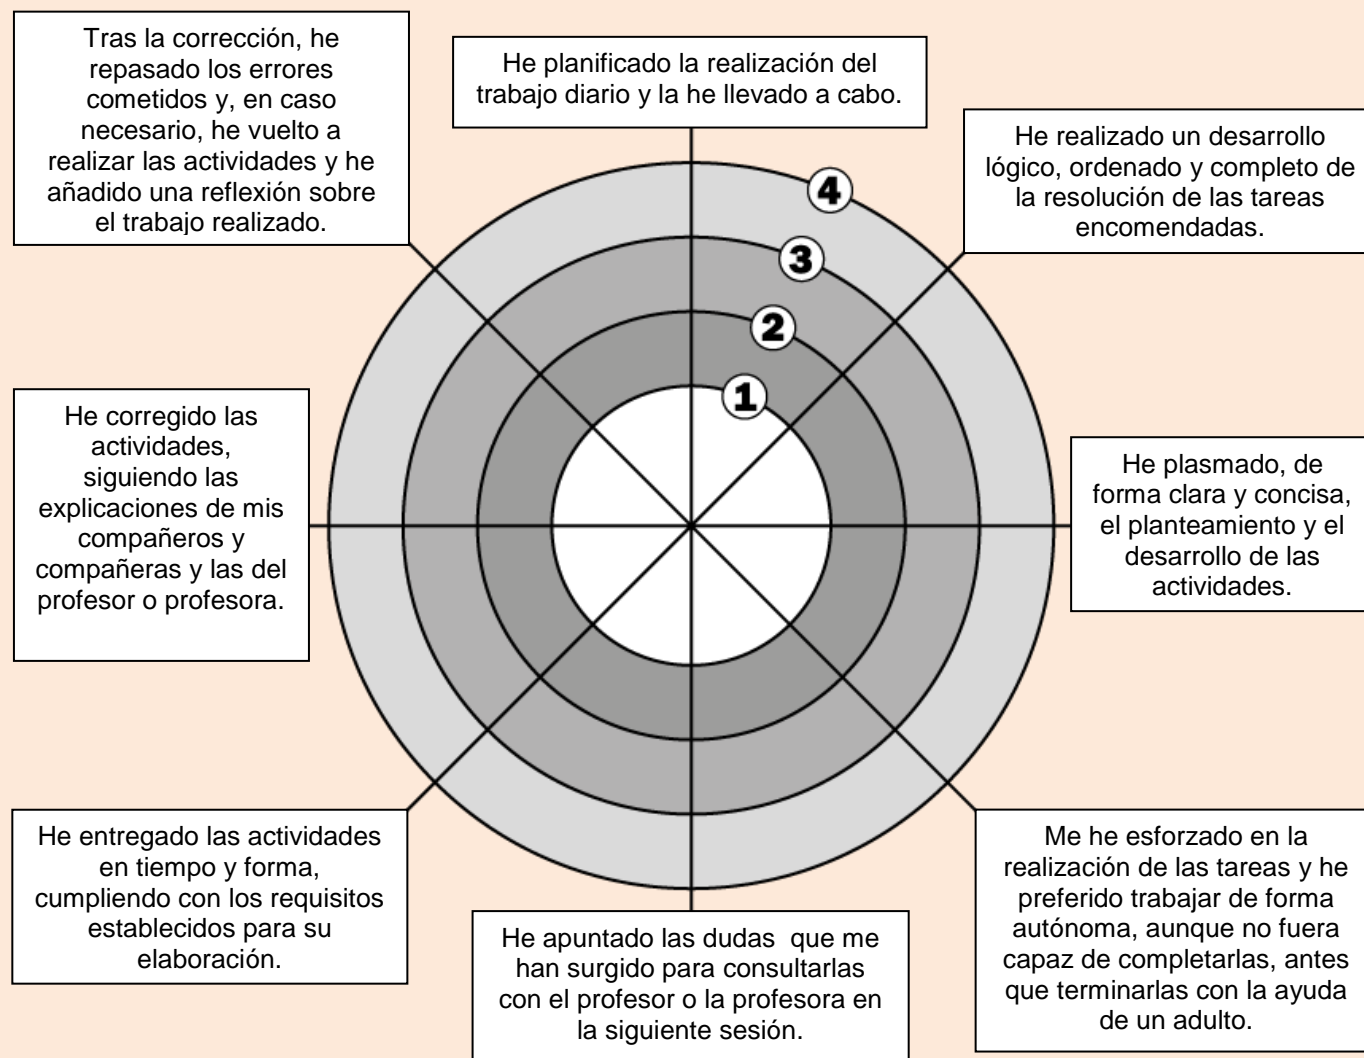 Tras la corrección, he
repasado los errores
cometidos y, en caso
necesario, he vuelto a
realizar las actividades y he
añadido una reflexión sobre
el trabajo realizado.
He planificado la realización del
trabajo diario y la he llevado a cabo.
He realizado un desarrollo
lógico, ordenado y completo de
la resolución de las tareas
encomendadas.
4
3
2
1
He corregido las
actividades,
siguiendo las
explicaciones de mis
compañeros y
compañeras y las del
profesor o profesora.
He plasmado, de
forma clara y concisa,
el planteamiento y el
desarrollo de las
actividades.
He entregado las actividades
en tiempo y forma,
cumpliendo con los requisitos
establecidos para su
elaboración.
He apuntado las dudas  que me
han surgido para consultarlas
con el profesor o la profesora en
la siguiente sesión.
Me he esforzado en la
realización de las tareas y he
preferido trabajar de forma
autónoma, aunque no fuera
capaz de completarlas, antes
que terminarlas con la ayuda
de un adulto.